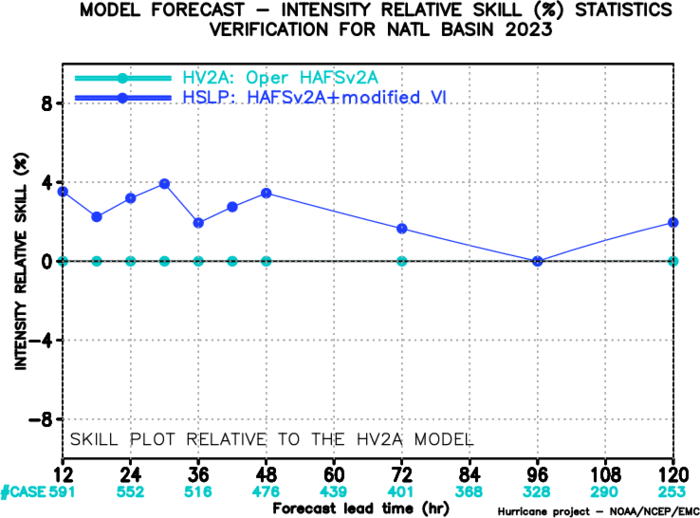 MODEL FORECAST – INTENSITY RELATIVE SKILL (%) STATISTICS
VERIFICATION FOR NATL BASIN 2023
HV2A: Oper HAFSv2A
HSLP: HAFSv2A+modified VI
8
4
0
-4
-8
INTENSITY RELATIVE SKILL (%)
SKILL PLOT RELATIVE TO THE HV2A MODEL
12 24 36 48 60 72 84 96 108 120
#CASE 591 552 516 476 439 401 368 328 290 253
Forecast lead time (hr)
Hurricane project – NOAA/NCEP/EMC